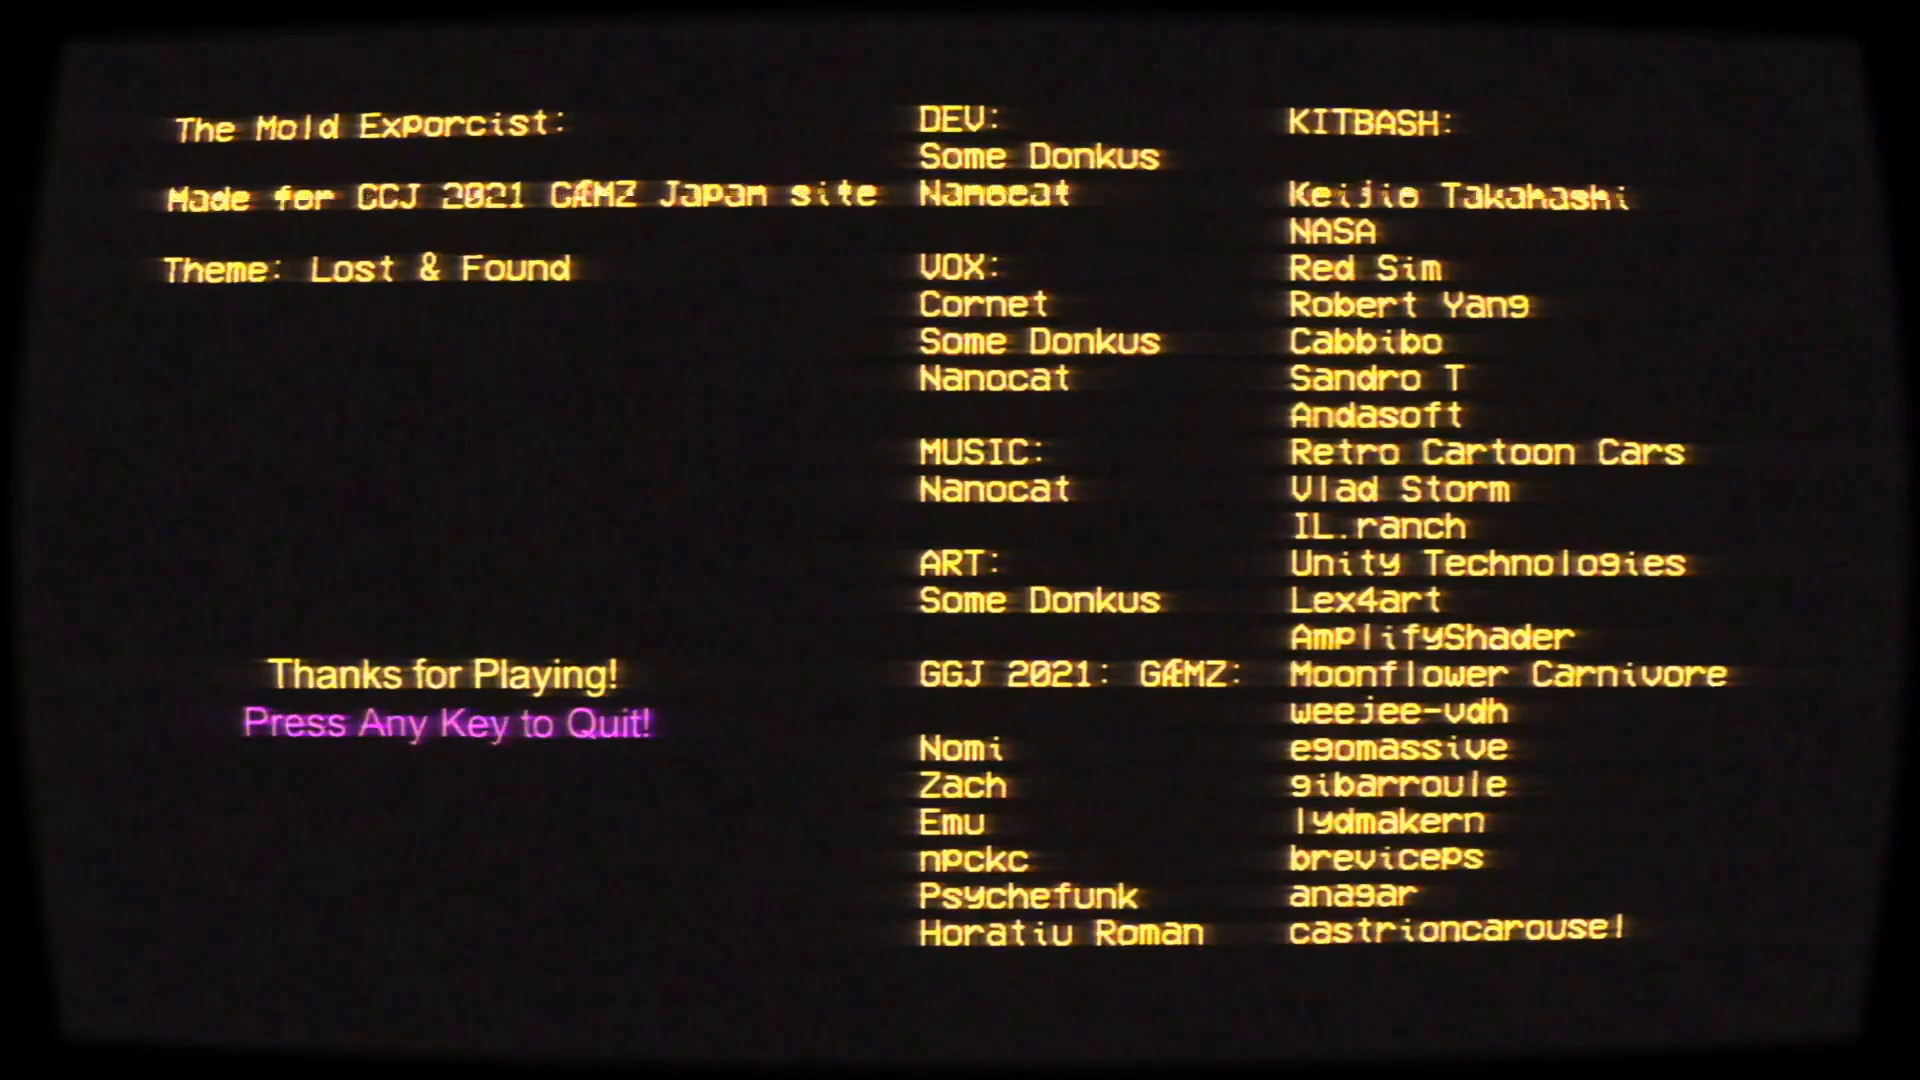 The Mold Exporcist:
Made for GGJ 2021 GÆMZ Japan site
Theme: Lost & Found
Thanks for Playing!
Press Any Key to Quit!
DEV:
Some Donkus
Nanocat
VOX:
Cornet
Some Donkus
Nanocat
MUSIC:
Nanocat
ART:
Some Donkus
GGJ 2021: GÆMZ:
Nomi
Zach
Emu
npckc
Psychefunk
Horatiu Roman
KITBASH:
Keijio Takahashi
NASA
Red Sim
Robert Yang
Cabbibo
Sandro T
Andasoft
Retro Cartoon Cars
Vlad Storm
IL.ranch
Unity Technologies
Lex4art
AmplifyShader
Moonflower Carnivore
weejee-vdh
egomassive
gibarroule
lydmakern
breviceps
anagar
castrioncarousel